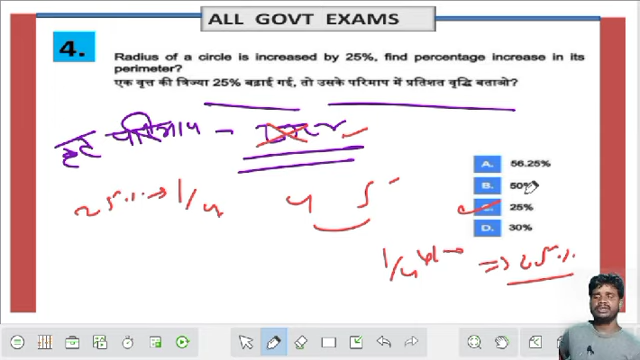 ALL GOVT EXAMS
4.
Radius of a circle is increased by 25%, find percentage increase in its
perimeter?
एक वृत्त की त्रिज्या 25% बढ़ाई गई, तो उसके परिमाप में प्रतिशत वृद्धि बताओ?
परिमाप -
A. 56.25%
B. 50%
25%
D. 30%
25% → 1/4 4 5
1/4 → ⇒ 25%